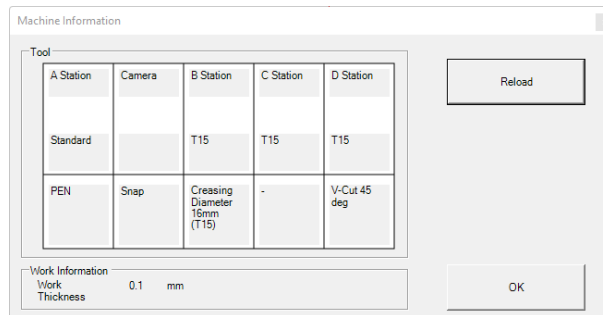 Machine Information
Tool
A Station Camera B Station C Station D Station
Reload
Standard T15 T15 T15
PEN Snap Creasing - V-Cut 45
Diameter deg
16mm
(T15)
Work Information
Work 0.1 mm
Thickness
OK